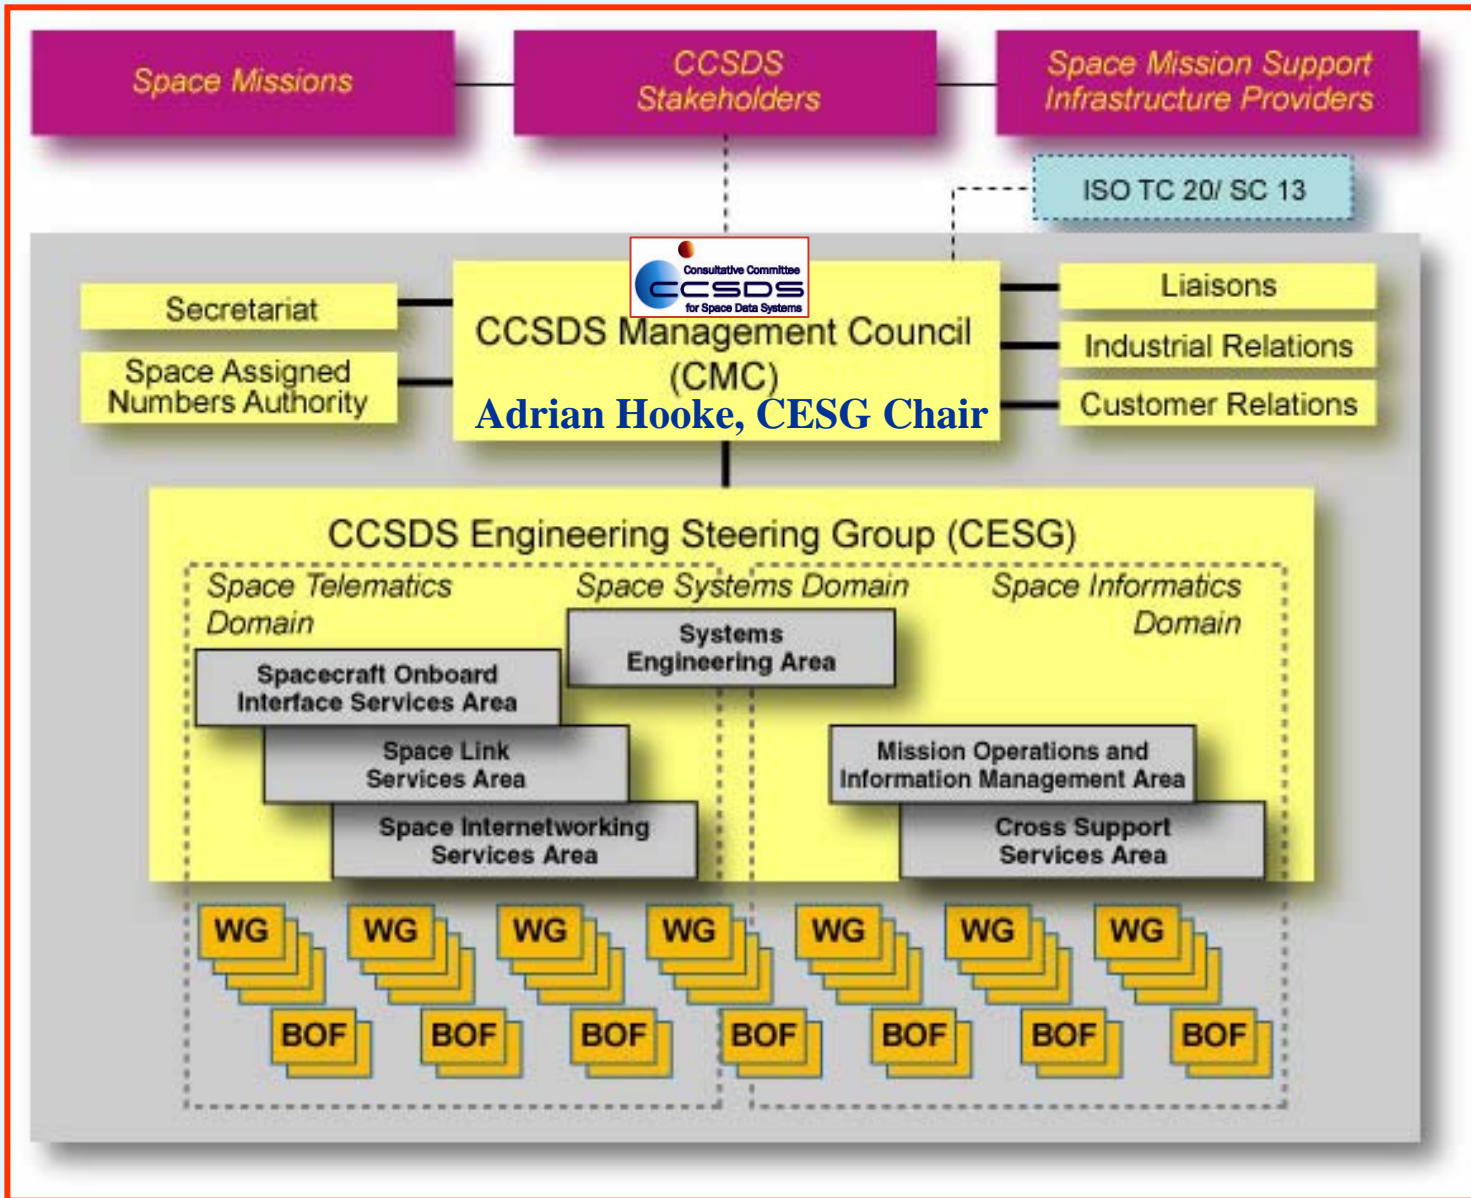 Space Missions
CCSDS
Stakeholders
Space Mission Support
Infrastructure Providers
ISO TC 20/ SC 13
Consultative Committee
CCSDS
for Space Data Systems
Secretariat
Space Assigned
Numbers Authority
CCSDS Management Council
(CMC)
Adrian Hooke, CESG Chair
Liaisons
Industrial Relations
Customer Relations
CCSDS Engineering Steering Group (CESG)
Space Telematics
Domain
Space Systems Domain
Space Informatics
Domain
Systems
Engineering Area
Spacecraft Onboard
Interface Services Area
Space Link
Services Area
Space Internetworking
Services Area
Mission Operations and
Information Management Area
Cross Support
Services Area
WG WG WG WG WG WG WG
BOF BOF BOF BOF BOF BOF BOF